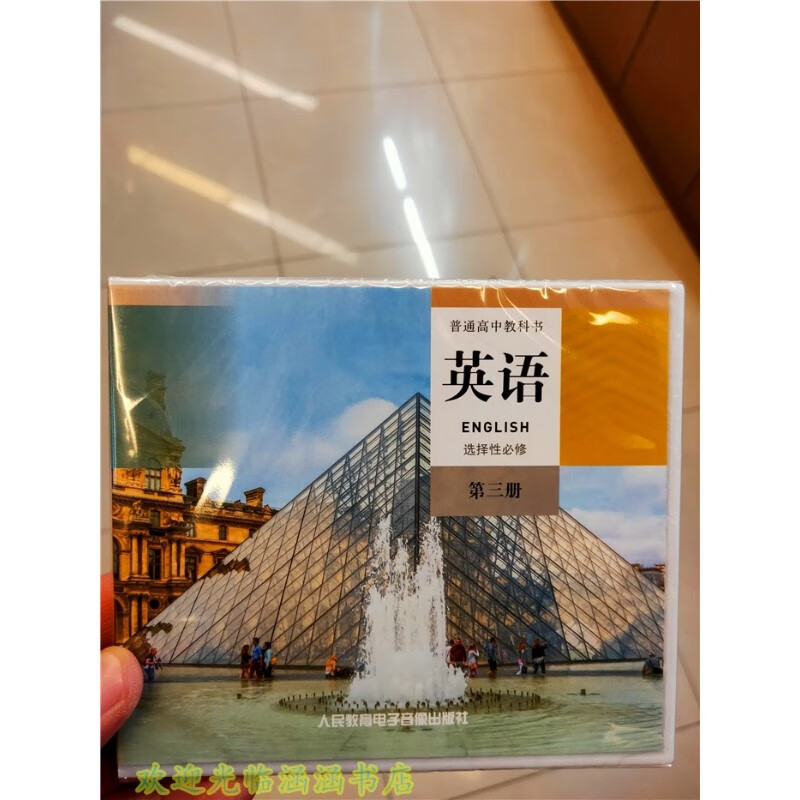 普通高中教科书
英语
ENGLISH
选择性必修
第三册
人民教育电子音像出版社
欢迎光临涵涵书店